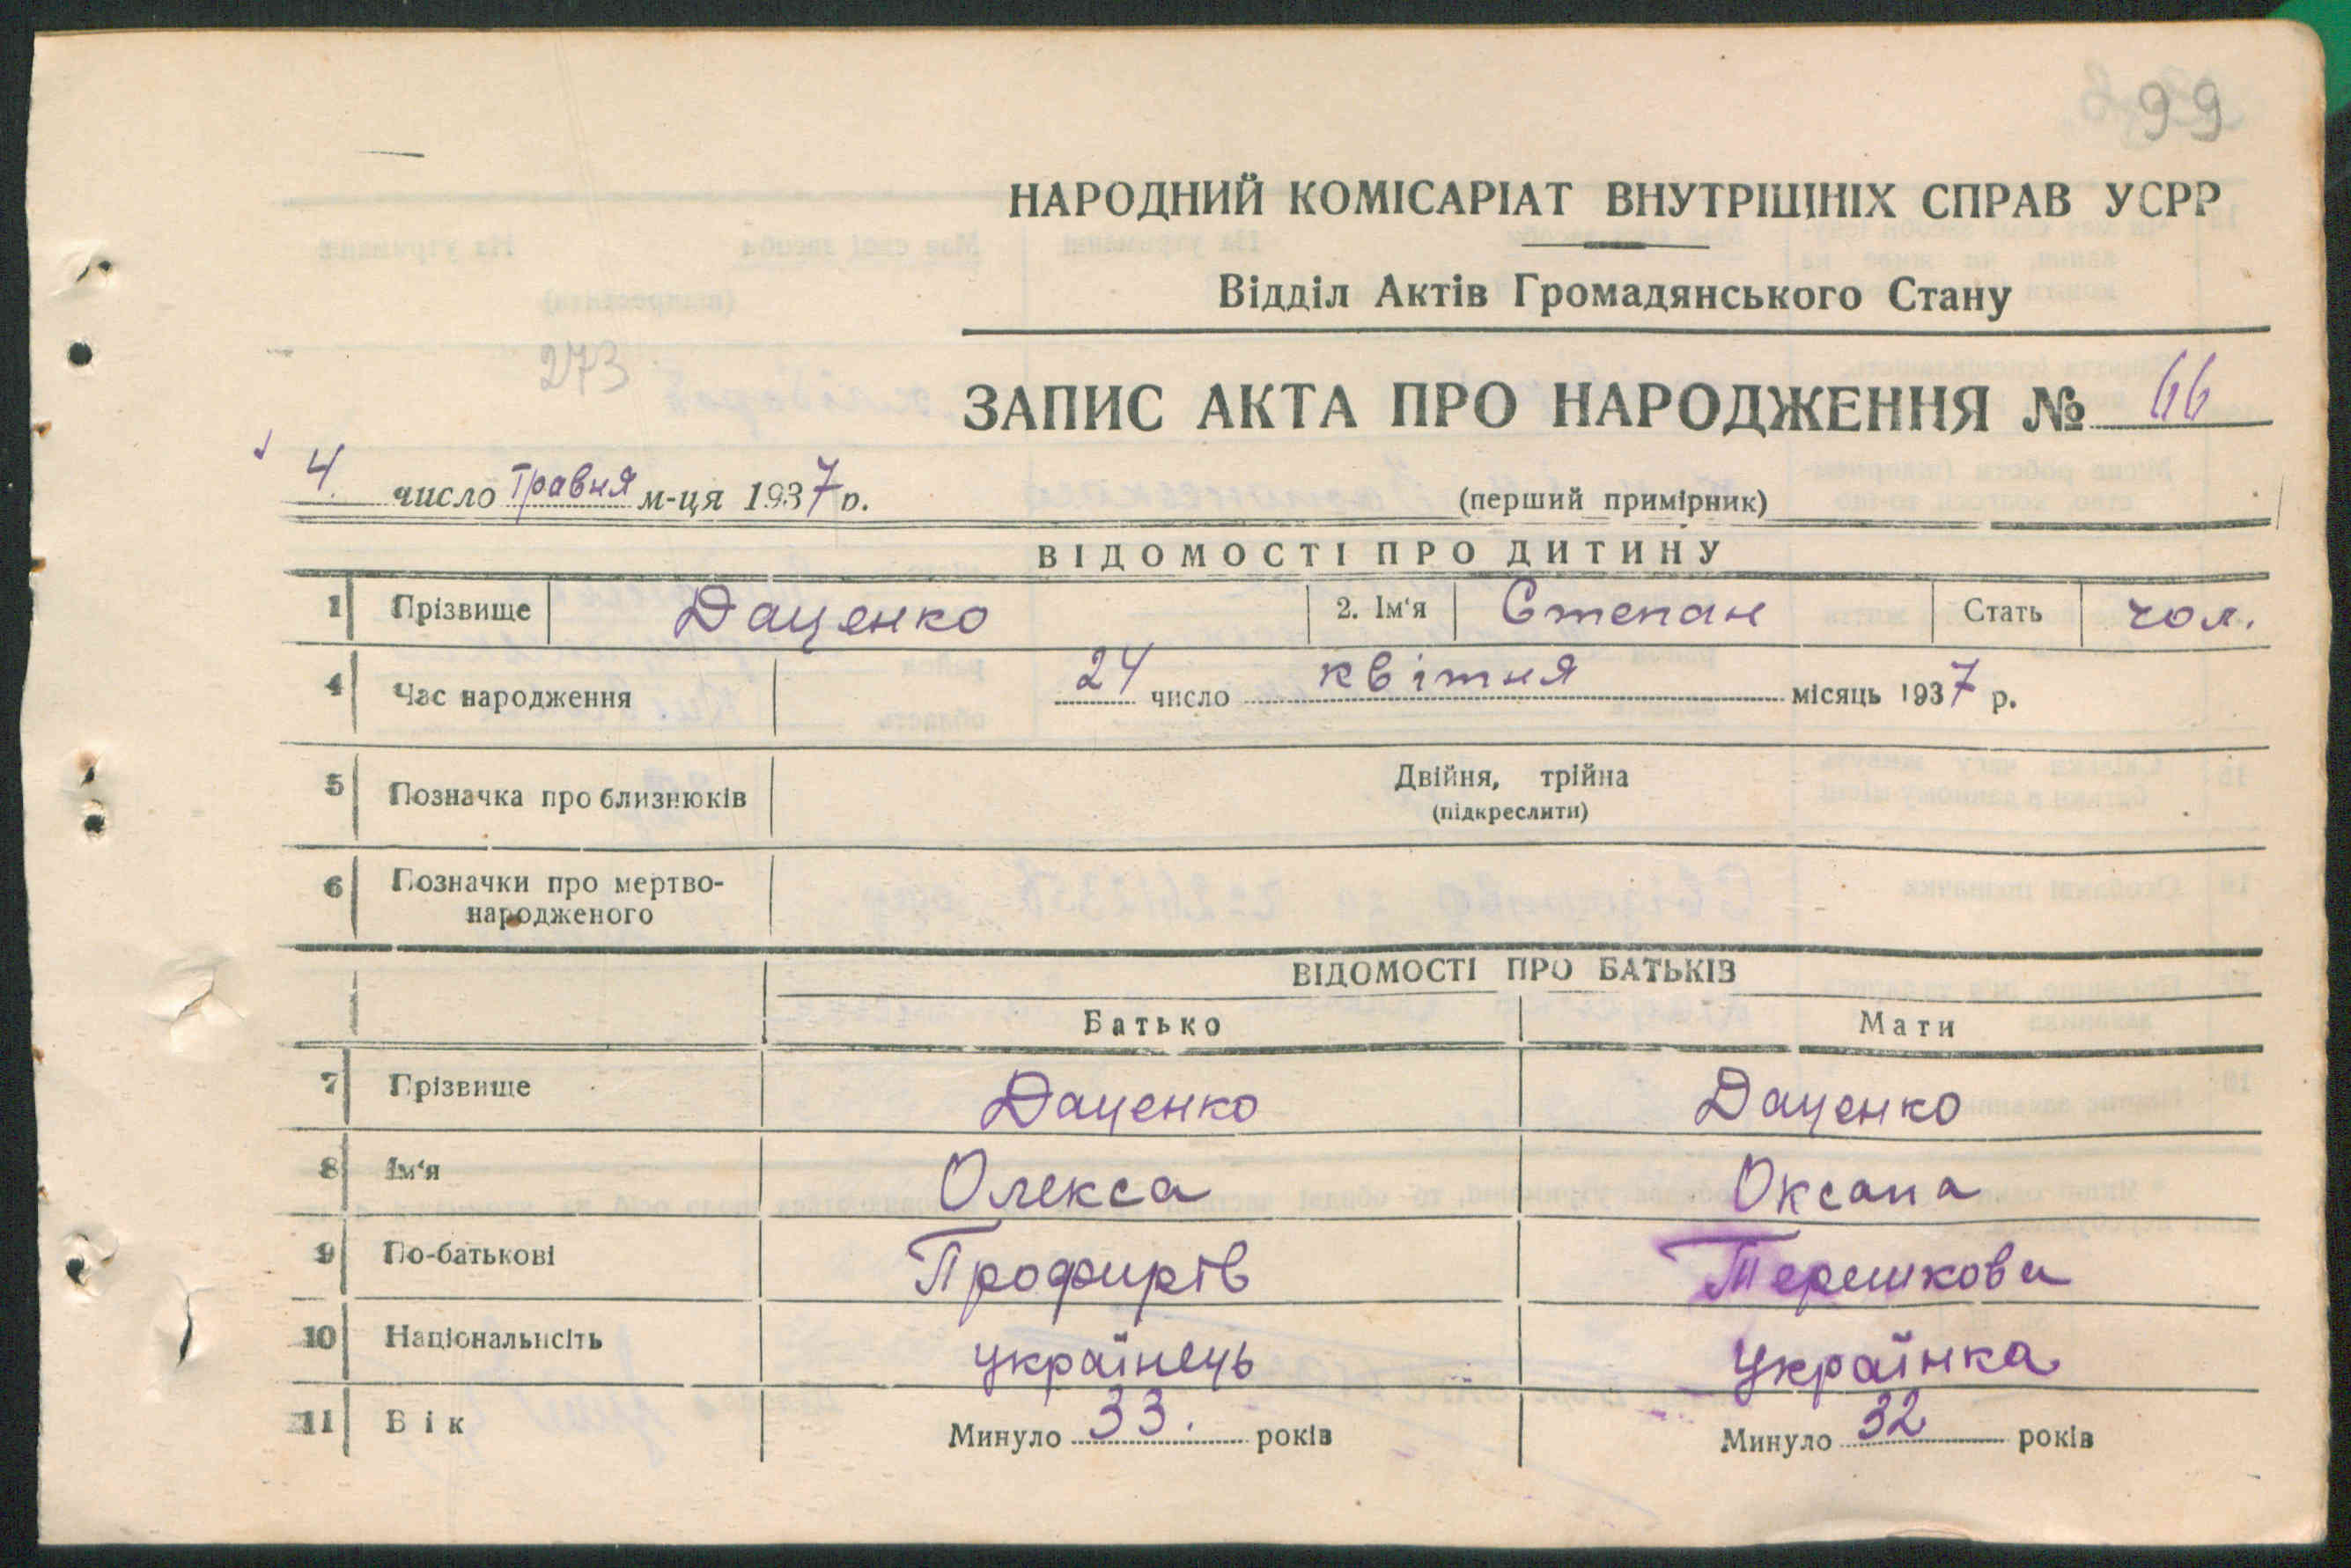 99
НАРОДНИЙ КОМІСАРІАТ ВНУТРІШНІХ СПРАВ УСРР
Відділ Актів Громадянського Стану
273
ЗАПИС АКТА ПРО НАРОДЖЕННЯ № 66
4 число травня м-ця 1937 р.
(перший примірник)
ВІДОМОСТІ ПРО ДИТИНУ
1 Прізвище Даценко 2. Ім‘я Степан Стать чол.
4 Час народження 24 число квітня місяць 1937 р.
5 Позначка про близнюків Двійня, трійна
(підкреслити)
6 Позначки про мертво-
народженого
ВІДОМОСТІ ПРО БАТЬКІВ
Батько Мати
7 Прізвище Даценко Даценко
8 Ім‘я Олекса Оксана
9 По-батькові Профирів Терешкова
10 Національнсіть українець Українка
11 Вік Минуло 33. років Минуло 32 років